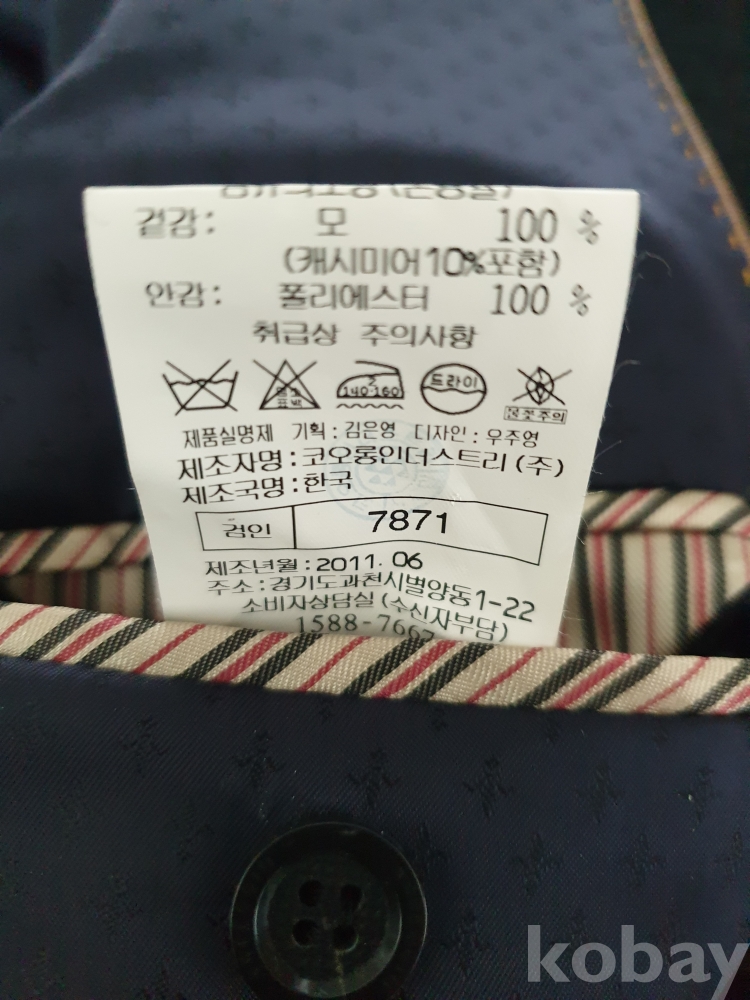 겉감: 모 100 %
(캐시미어 10%포함)
안감: 폴리에스터 100 %
취급상 주의사항
2
140·160
드라이
표백
제품실명제 기획:김은영 디자인:우주영
제조자명:코오롱인더스트리(주)
제조국명:한국
검인 7871
제조년월:2011. 06
주소:경기도과천시별양동1-22
소비자상담실(수신자부담)
1588-7667
kobay